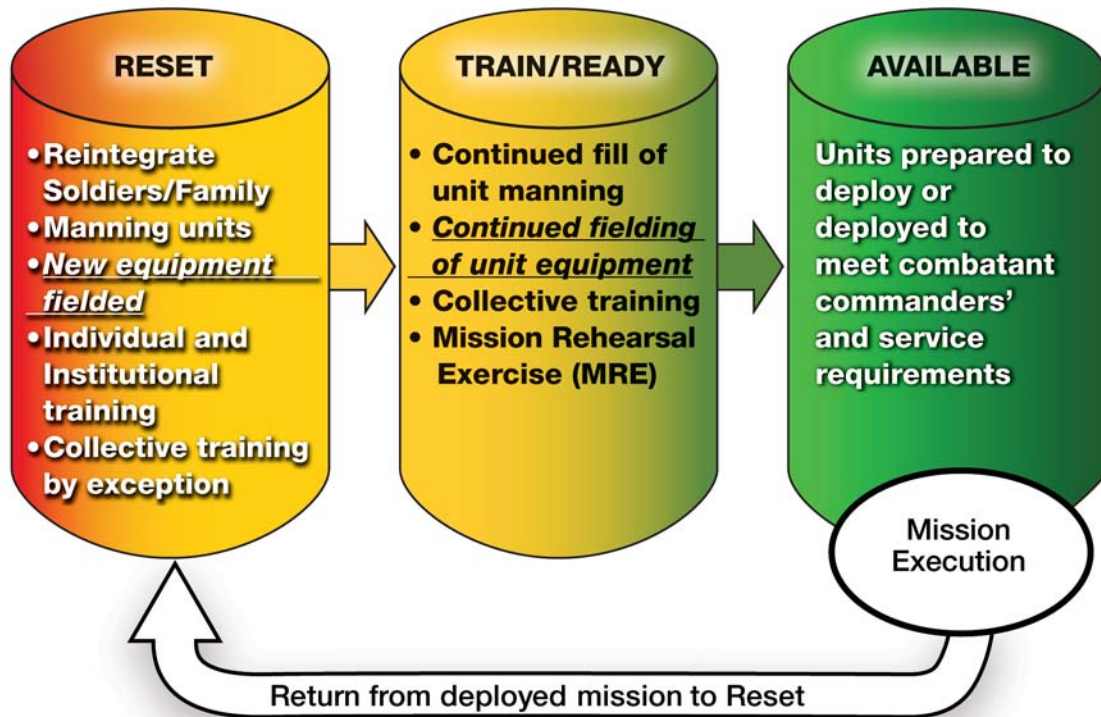 RESET
•Reintegrate
Soldiers/Family
•Manning units
•New equipment
fielded
•Individual and
Institutional
training
•Collective training
by exception
TRAIN/READY
• Continued fill of
unit manning
• Continued fielding
of unit equipment
• Collective training
• Mission Rehearsal
Exercise (MRE)
AVAILABLE
Units prepared to
deploy or
deployed to
meet combatant
commanders’
and service
requirements
Mission
Execution
Return from deployed mission to Reset